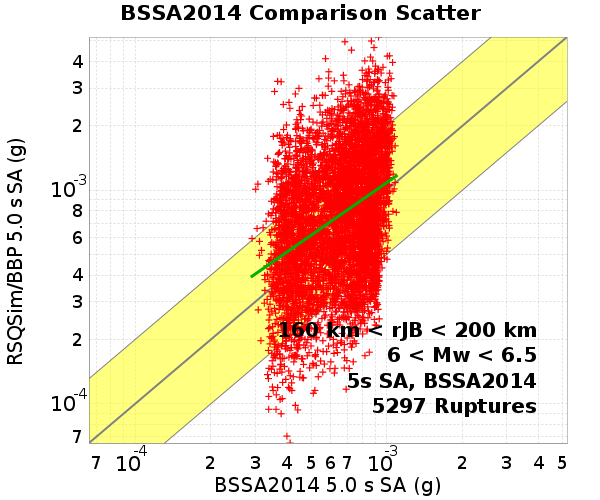 BSSA2014 Comparison Scatter
RSQSim/BBP 5.0 s SA (g)
4
3
2
10-3
8
6
4
3
2
10-4
7
160 km < rJB < 200 km
6 < Mw < 6.5
5s SA, BSSA2014
5297 Ruptures
7 10-4 2 3 4 5 6 7 10-3 2 3 4 5
BSSA2014 5.0 s SA (g)